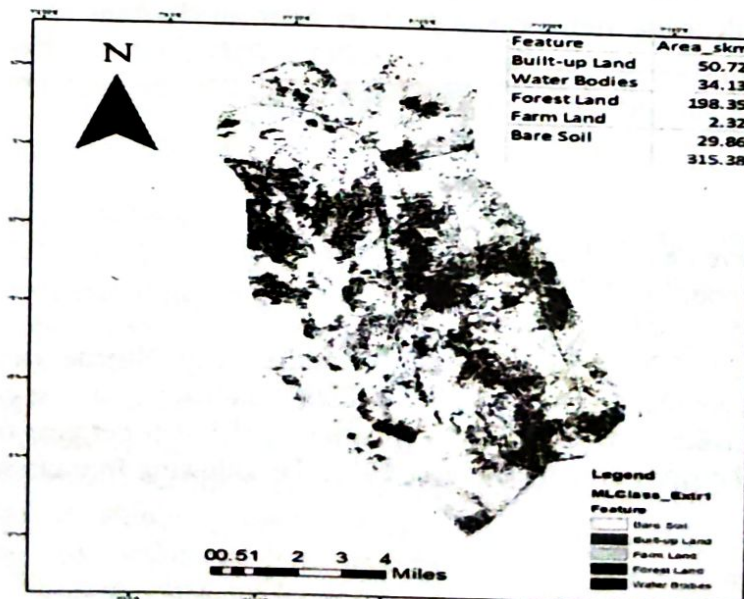 N
Feature Area_skm
Built-up Land 50.72
Water Bodies 34.13
Forest Land 198.35
Farm Land 2.32
Bare Soil 29.86
315.38
Legend
MLClass_Extr1
Feature
Bare Soil
Built-up Land
Farm Land
Forest Land
Water Bodies
00.51 2 3 4
Miles